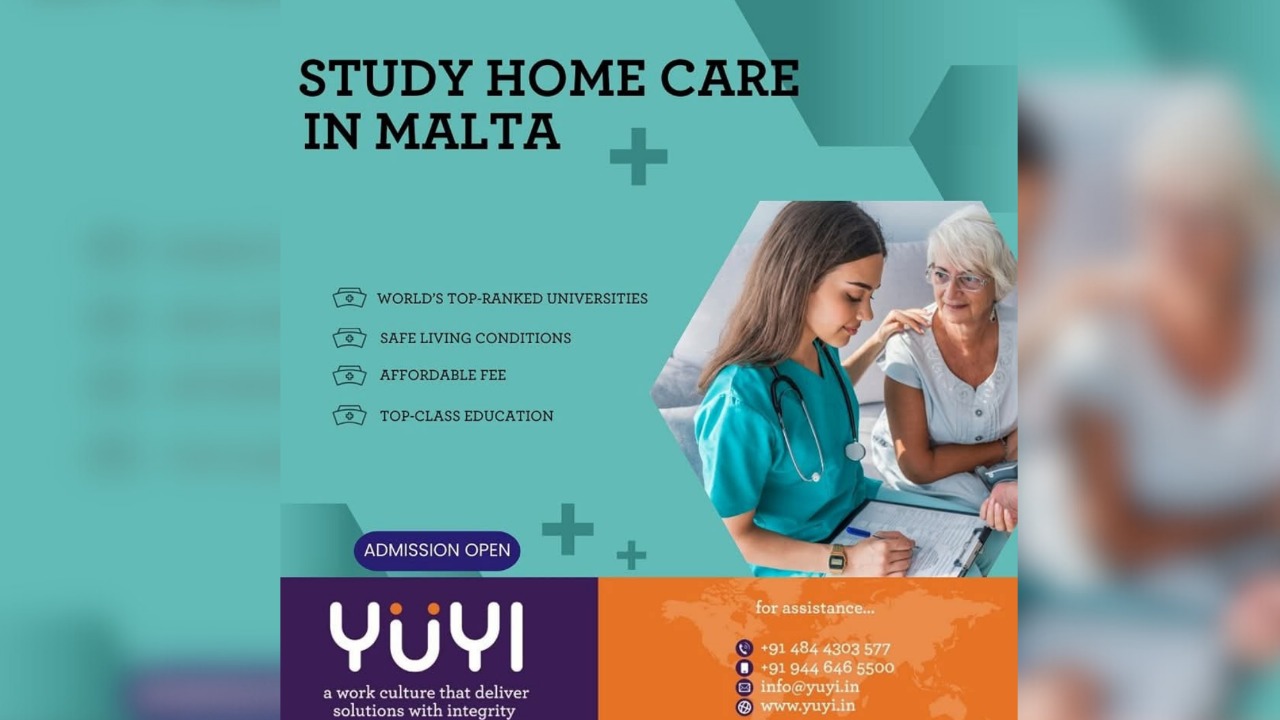 STUDY HOME CARE
IN MALTA
WORLD'S TOP-RANKED UNIVERSITIES
SAFE LIVING CONDITIONS
AFFORDABLE FEE
TOP-CLASS EDUCATION
ADMISSION OPEN
YÜYI
a work culture that deliver
solutions with integrity
for assistance...
+91 484 4303 577
+91 944 646 5500
info@yuyi.in
www.yuyi.in